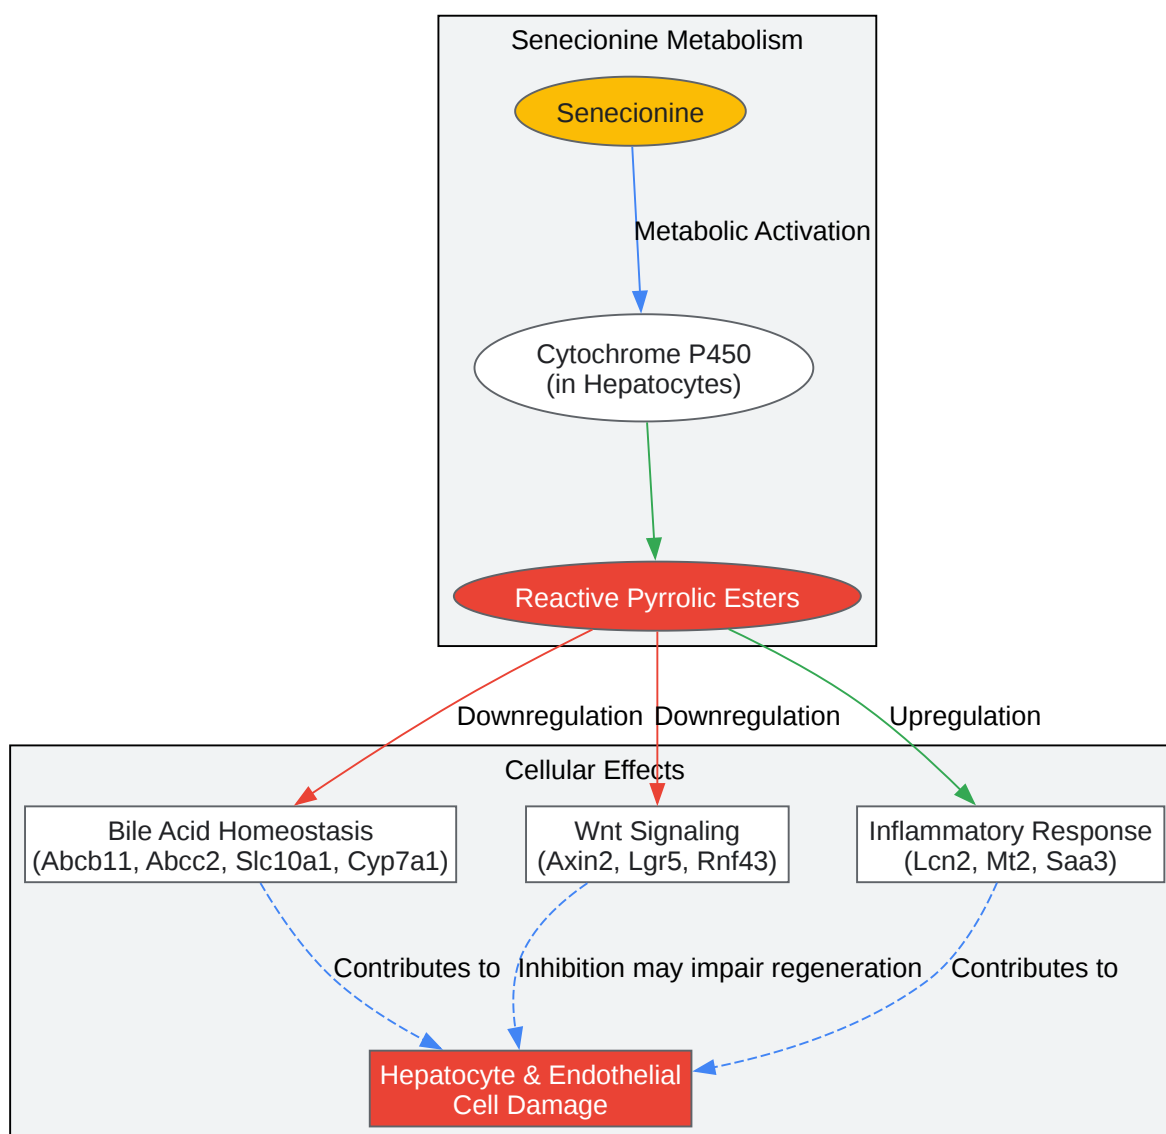 Senecionine Metabolism
Senecionine
Metabolic Activation
Cytochrome P450
(in Hepatocytes)
Reactive Pyrrolic Esters
Downregulation
Downregulation
Upregulation
Cellular Effects
Bile Acid Homeostasis
(Abcb11, Abcc2, Slc10a1, Cyp7a1)
Wnt Signaling
(Axin2, Lgr5, Rnf43)
Inflammatory Response
(Lcn2, Mt2, Saa3)
Contributes to
Inhibition may impair regeneration
Contributes to
Hepatocyte & Endothelial
Cell Damage